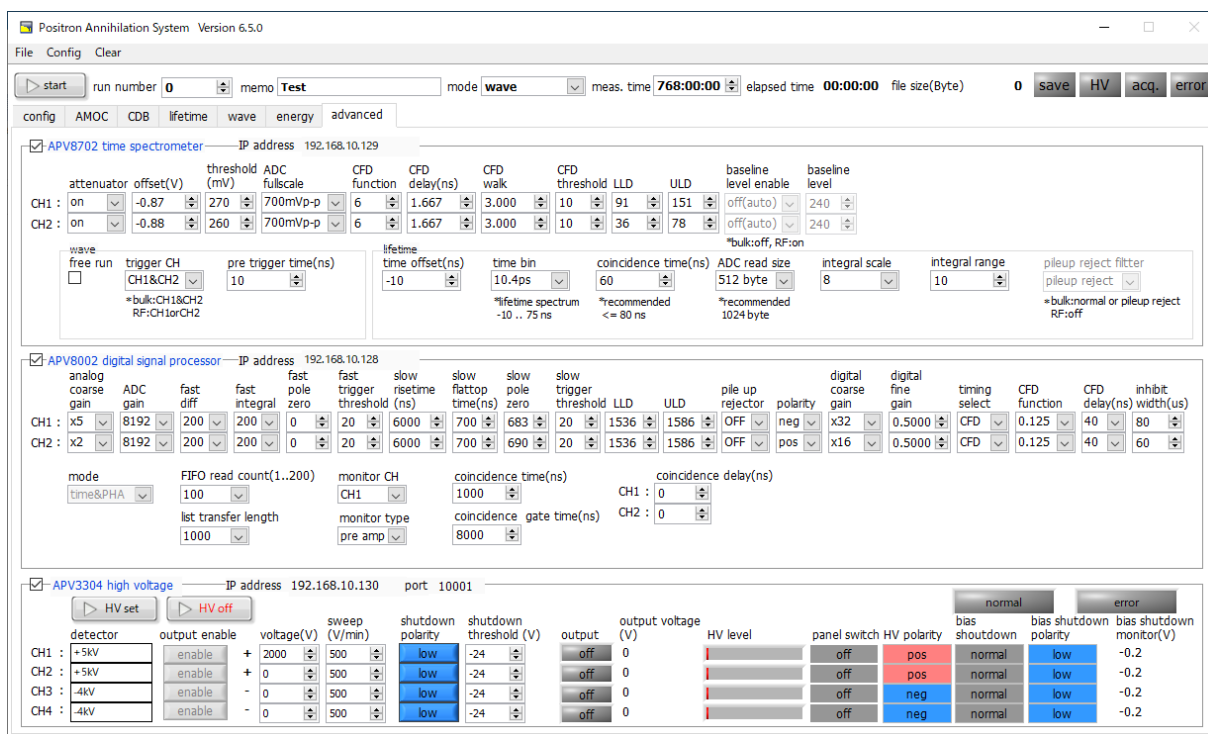 Positron Annihilation System Version 6.5.0
File Config Clear
start run number 0 memo Test mode wave meas. time 768:00:00 elapsed time 00:00:00 file size(Byte) 0 save HV acq. error
config AMOC CDB lifetime wave energy advanced
APV8702 time spectrometer IP address 192.168.10.129
threshold ADC CFD CFD CFD CFD baseline baseline
attenuator offset(V) (mV) fullscale function delay(ns) walk threshold LLD ULD level enable level
CH1 : on -0.87 270 700mVp-p 6 1.667 3.000 10 91 151 off(auto) 240
CH2 : on -0.88 260 700mVp-p 6 1.667 3.000 10 36 78 off(auto) 240
*bulk:off, RF:on
wave lifetime
free run trigger CH pre trigger time(ns) time offset(ns) time bin coincidence time(ns) ADC read size integral scale integral range pileup reject filtter
CH1&CH2 10 -10 10.4ps 60 512 byte 8 10 pileup reject
*bulk:CH1&CH2 *lifetime spectrum *recommended *recommended *bulk:normal or pileup reject
RF:CH1orCH2 -10 .. 75 ns <= 80 ns 1024 byte RF:off
APV8002 digital signal processor IP address 192.168.10.128
analog fast fast slow slow slow slow digital digital
coarse ADC fast fast pole trigger risetime flattop pole trigger pile up coarse fine timing CFD CFD inhibit
gain gain diff integral zero threshold (ns) time(ns) zero threshold LLD ULD rejector polarity gain gain select function delay(ns) width(us)
CH1 : x5 8192 200 200 0 20 6000 700 683 20 1536 1586 OFF neg x32 0.5000 CFD 0.125 40 80
CH2 : x2 8192 200 200 0 20 6000 700 690 20 1536 1586 OFF pos x16 0.5000 CFD 0.125 40 60
mode FIFO read count(1..200) monitor CH coincidence time(ns) coincidence delay(ns)
time&PHA 100 CH1 1000 CH1 : 0
list transfer length monitor type coincidence gate time(ns) CH2 : 0
1000 pre amp 8000
APV3304 high voltage IP address 192.168.10.130 port 10001
HV set HV off normal error
sweep shutdown shutdown output voltage bias bias shutdown bias shutdown
detector output enable voltage(V) (V/min) polarity threshold (V) output (V) HV level panel switch HV polarity shoutdown polarity monitor(V)
CH1 : +5kV enable + 2000 500 low -24 off 0 off pos normal low -0.2
CH2 : +5kV enable + 0 500 low -24 off 0 off pos normal low -0.2
CH3 : -4kV enable - 0 500 low -24 off 0 off neg normal low -0.2
CH4 : -4kV enable - 0 500 low -24 off 0 off neg normal low -0.2